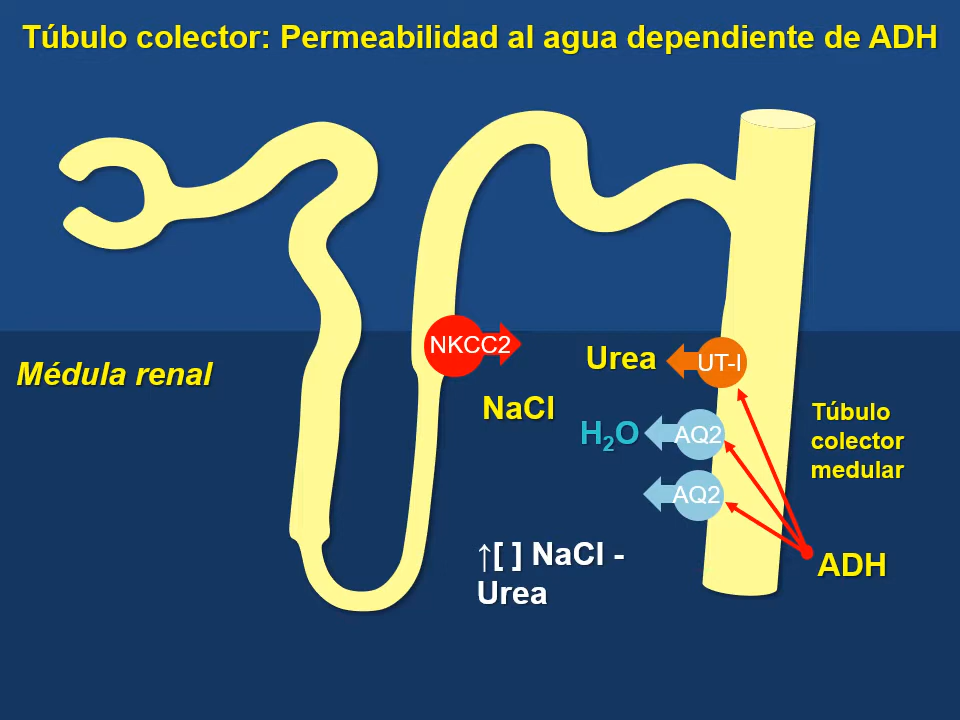 Túbulo colector: Permeabilidad al agua dependiente de ADH
NKCC2
Médula renal
Urea
UT-I
NaCl
H₂O
AQ2
Túbulo
colector
medular
AQ2
↑[ ] NaCl -
Urea
ADH